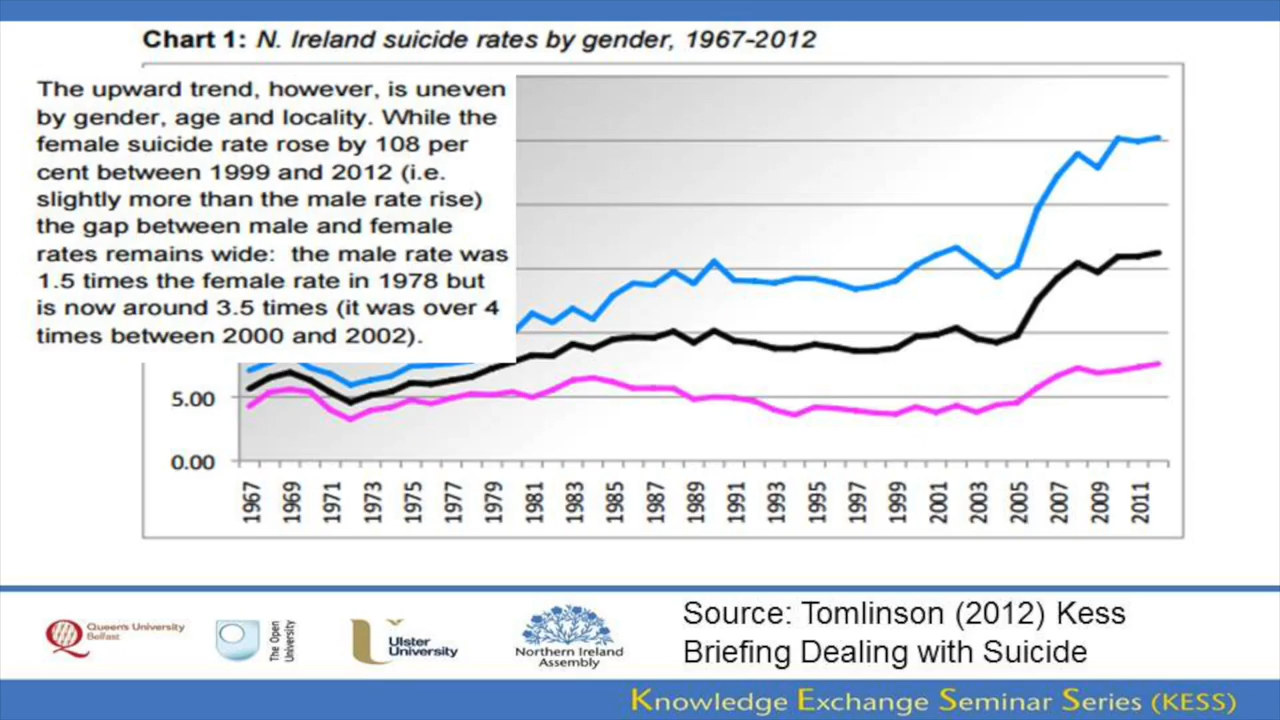 Chart 1: N. Ireland suicide rates by gender, 1967-2012
The upward trend, however, is uneven
by gender, age and locality. While the
female suicide rate rose by 108 per
cent between 1999 and 2012 (i.e.
slightly more than the male rate rise)
the gap between male and female
rates remains wide:  the male rate was
1.5 times the female rate in 1978 but
is now around 3.5 times (it was over 4
times between 2000 and 2002).
5.00
0.00
1967 1969 1971 1973 1975 1977 1979 1981 1983 1985 1987 1989 1991 1993 1995 1997 1999 2001 2003 2005 2007 2009 2011
Queen's University
Belfast
The Open
University
Ulster
University
Northern Ireland
Assembly
Source: Tomlinson (2012) Kess
Briefing Dealing with Suicide
Knowledge Exchange Seminar Series (KESS)